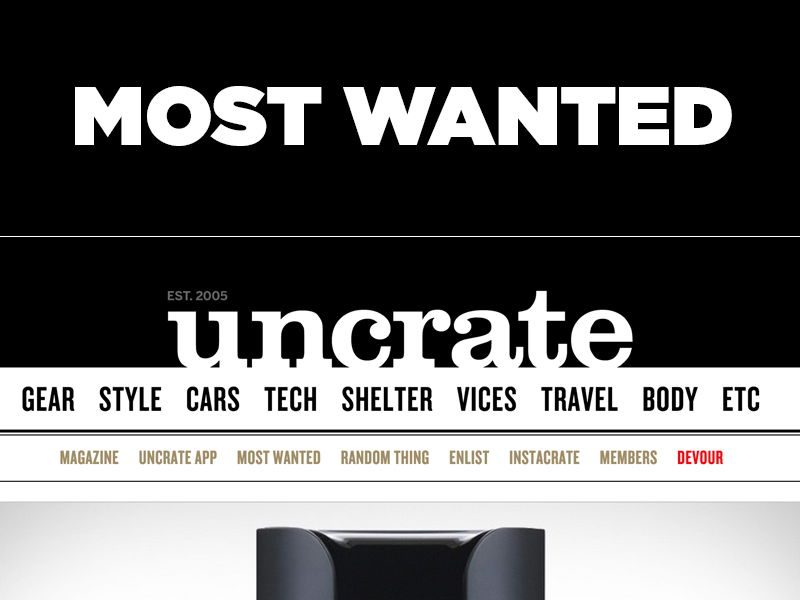 MOST WANTED
EST. 2005
uncrate
GEAR STYLE CARS TECH SHELTER VICES TRAVEL BODY ETC
MAGAZINE UNCRATE APP MOST WANTED RANDOM THING ENLIST INSTACRATE MEMBERS DEVOUR